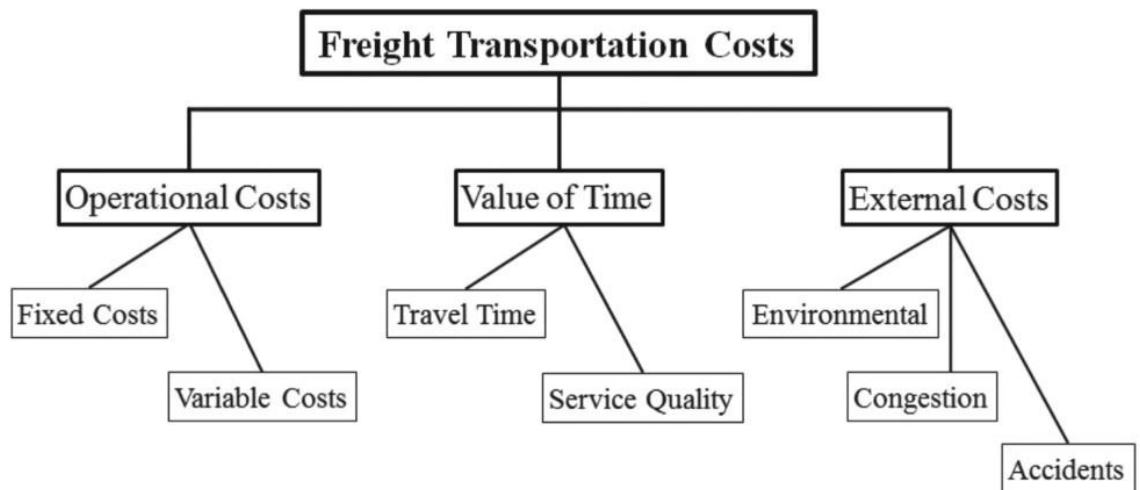 Freight Transportation Costs
Operational Costs
Value of Time
External Costs
Fixed Costs
Travel Time
Environmental
Variable Costs
Service Quality
Congestion
Accidents